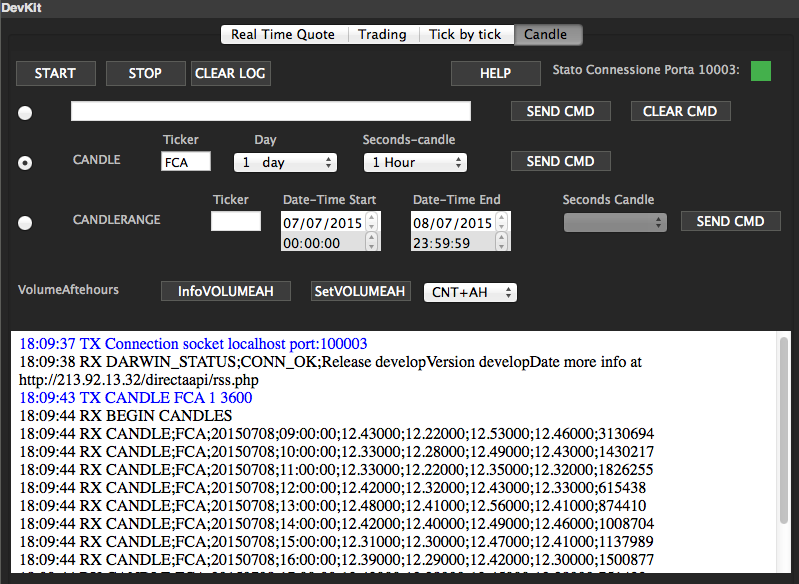 DevKit
Real Time Quote Trading Tick by tick Candle
START STOP CLEAR LOG HELP Stato Connessione Porta 10003:
SEND CMD CLEAR CMD
Ticker Day Seconds-candle
CANDLE FCA 1 day 1 Hour SEND CMD
Ticker Date-Time Start Date-Time End Seconds Candle
CANDLERANGE 07/07/2015 08/07/2015 SEND CMD
00:00:00 23:59:59
VolumeAftehours InfoVOLUMEAH SetVOLUMEAH CNT+AH
18:09:37 TX Connection socket localhost port:100003
18:09:38 RX DARWIN_STATUS;CONN_OK;Release developVersion developDate more info at
http://213.92.13.32/directaapi/rss.php
18:09:43 TX CANDLE FCA 1 3600
18:09:44 RX BEGIN CANDLES
18:09:44 RX CANDLE;FCA;20150708;09:00:00;12.43000;12.22000;12.53000;12.46000;3130694
18:09:44 RX CANDLE;FCA;20150708;10:00:00;12.33000;12.28000;12.49000;12.43000;1430217
18:09:44 RX CANDLE;FCA;20150708;11:00:00;12.33000;12.22000;12.35000;12.32000;1826255
18:09:44 RX CANDLE;FCA;20150708;12:00:00;12.42000;12.32000;12.43000;12.33000;615438
18:09:44 RX CANDLE;FCA;20150708;13:00:00;12.48000;12.41000;12.56000;12.41000;874410
18:09:44 RX CANDLE;FCA;20150708;14:00:00;12.42000;12.40000;12.49000;12.46000;1008704
18:09:44 RX CANDLE;FCA;20150708;15:00:00;12.31000;12.30000;12.47000;12.41000;1137989
18:09:44 RX CANDLE;FCA;20150708;16:00:00;12.39000;12.29000;12.42000;12.30000;1500877